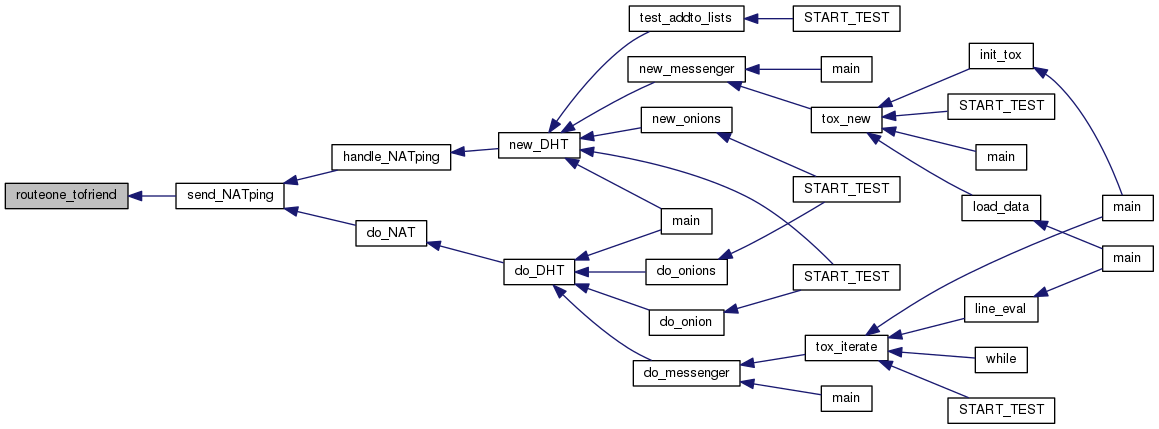 test_addto_lists
START_TEST
new_messenger
main
init_tox
START_TEST
new_onions
tox_new
main
handle_NATping
new_DHT
routeone_tofriend
send_NATping
START_TEST
load_data
main
main
do_NAT
main
do_DHT
do_onions
START_TEST
do_onion
line_eval
tox_iterate
while
do_messenger
main
START_TEST